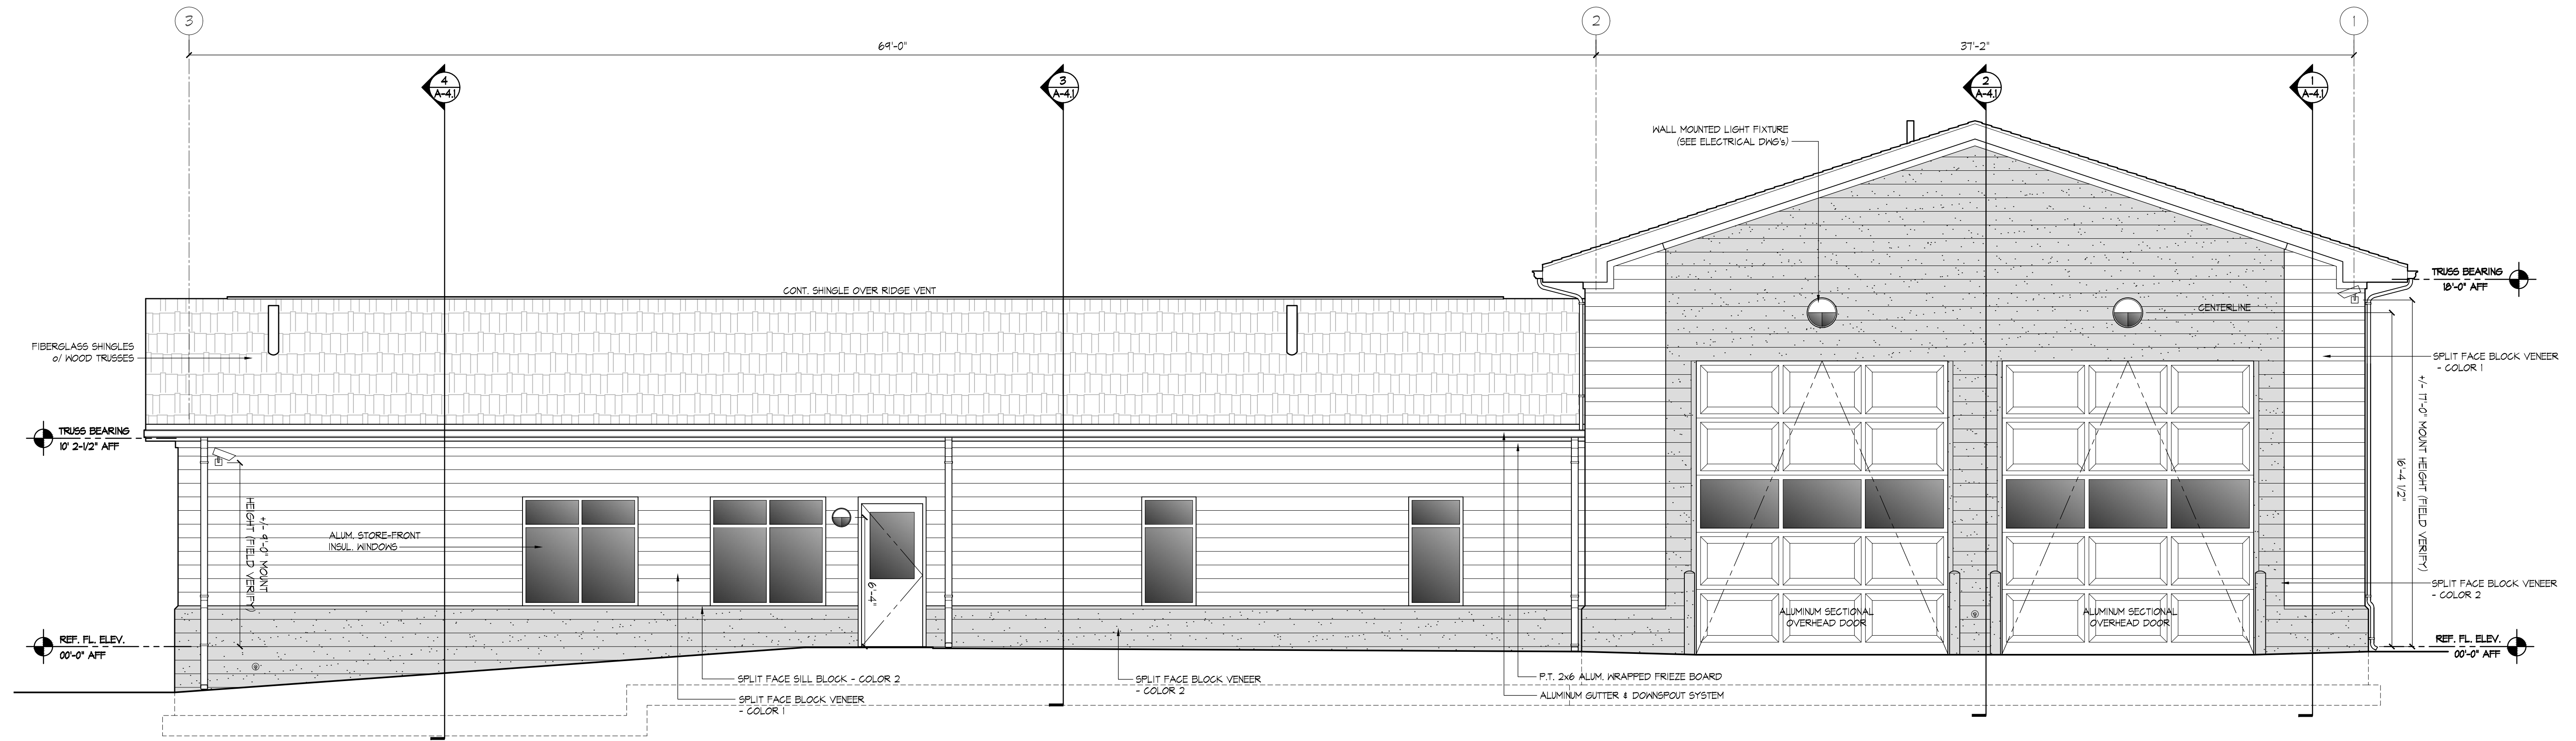 3
2
1
69'-0"
37'-2"
4
A-4.1
3
A-4.1
2
A-4.1
1
A-4.1
WALL MOUNTED LIGHT FIXTURE
(SEE ELECTRICAL DWG's)
TRUSS BEARING
18'-0" AFF
CONT. SHINGLE OVER RIDGE VENT
CENTERLINE
FIBERGLASS SHINGLES
o/ WOOD TRUSSES
SPLIT FACE BLOCK VENEER
- COLOR 1
TRUSS BEARING
10' 2-1/2" AFF
+/- 9'-0" MOUNT
HEIGHT (FIELD VERIFY)
ALUM. STORE-FRONT
INSUL. WINDOWS
6'-4"
16'-4 1/2"
+/- 17'-0" MOUNT HEIGHT (FIELD VERIFY)
SPLIT FACE BLOCK VENEER
- COLOR 2
ALUMINUM SECTIONAL
OVERHEAD DOOR
ALUMINUM SECTIONAL
OVERHEAD DOOR
REF. FL. ELEV.
00'-0" AFF
REF. FL. ELEV.
00'-0" AFF
SPLIT FACE SILL BLOCK - COLOR 2
SPLIT FACE BLOCK VENEER
- COLOR 1
SPLIT FACE BLOCK VENEER
- COLOR 2
P.T. 2x6 ALUM. WRAPPED FRIEZE BOARD
ALUMINUM GUTTER & DOWNSPOUT SYSTEM